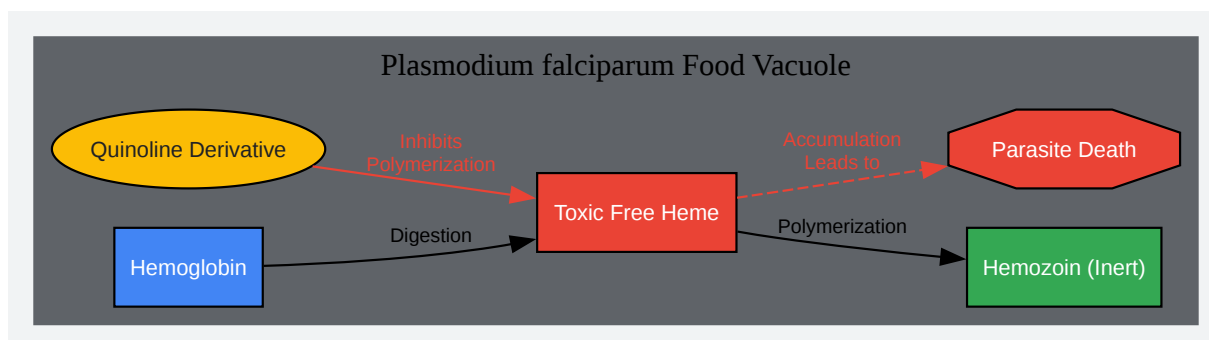 Plasmodium falciparum Food Vacuole
Quinoline Derivative
Inhibits
Polymerization
Accumulation
Leads to
Parasite Death
Toxic Free Heme
Hemoglobin
Digestion
Polymerization
Hemozoin (Inert)